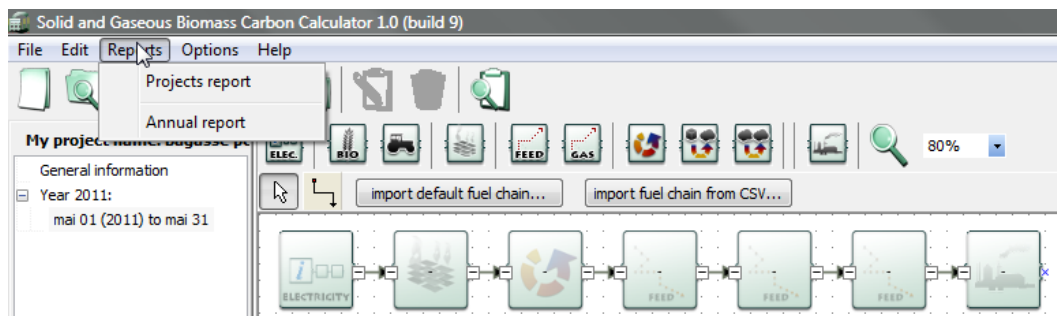 Solid and Gaseous Biomass Carbon Calculator 1.0 (build 9)
File Edit Reports Options Help
Projects report
Annual report
My project name: Bagasse
ELEC. BIO FEED GAS 80%
General information
import default fuel chain... import fuel chain from CSV...
Year 2011:
mai 01 (2011) to mai 31
- - - - - -
ELECTRICITY FEED FEED FEED